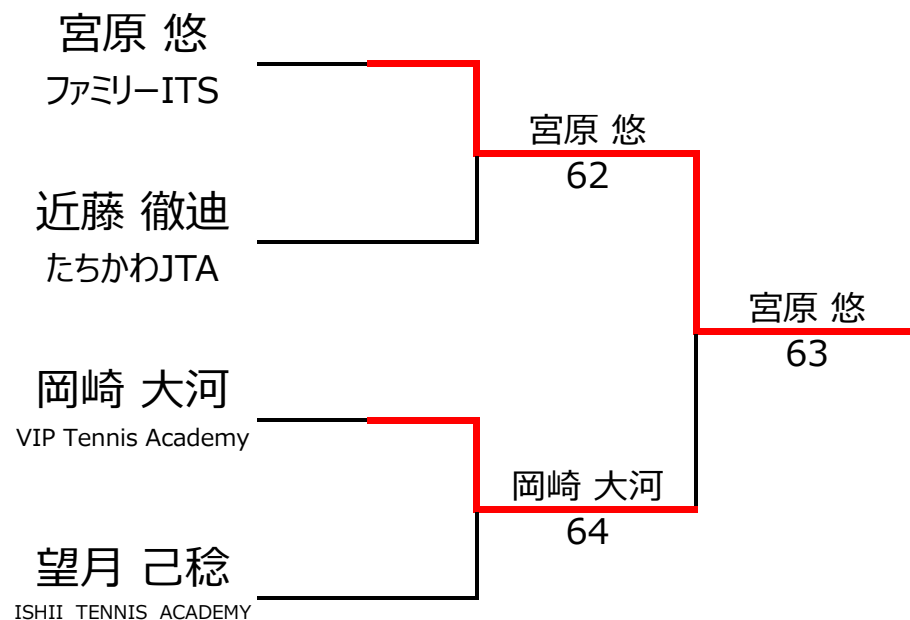 宮原 悠
ファミリーITS
近藤 徹迪
たちかわJTA
岡崎 大河
VIP Tennis Academy
望月 己稔
ISHII TENNIS ACADEMY
宮原 悠
62
岡崎 大河
64
宮原 悠
63